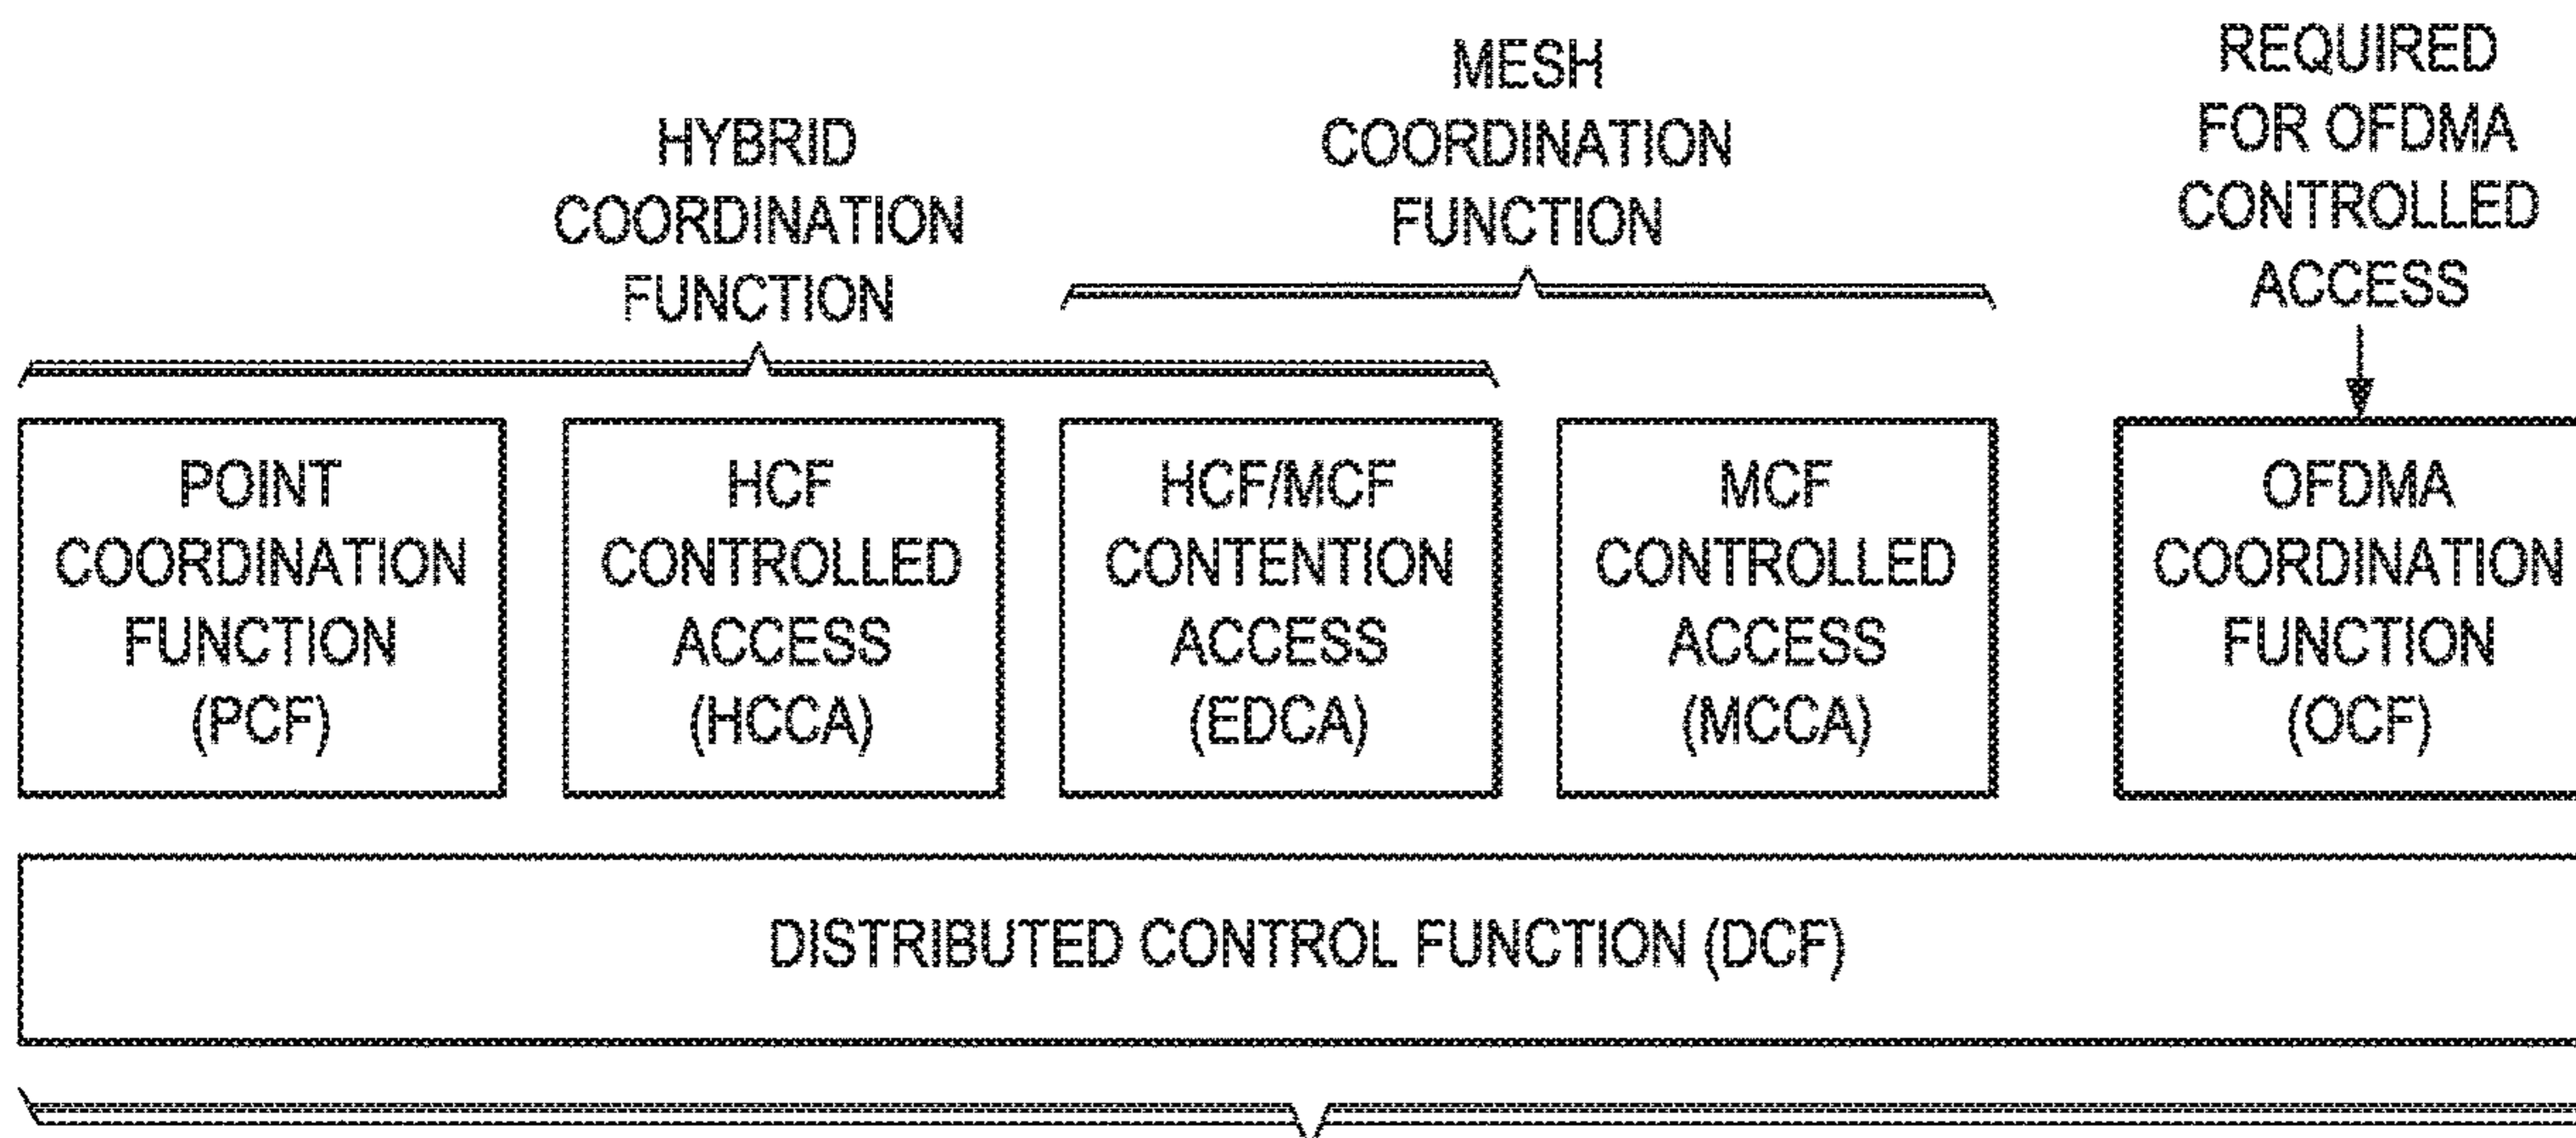 HYBRID
COORDINATION
FUNCTION
MESH
COORDINATION
FUNCTION
REQUIRED
FOR OFDMA
CONTROLLED
ACCESS
POINT
COORDINATION
FUNCTION
(PCF)
HCF
CONTROLLED
ACCESS
(HCCA)
HCF/MCF
CONTENTION
ACCESS
(EDCA)
MCF
CONTROLLED
ACCESS
(MCCA)
OFDMA
COORDINATION
FUNCTION
(OCF)
DISTRIBUTED CONTROL FUNCTION (DCF)